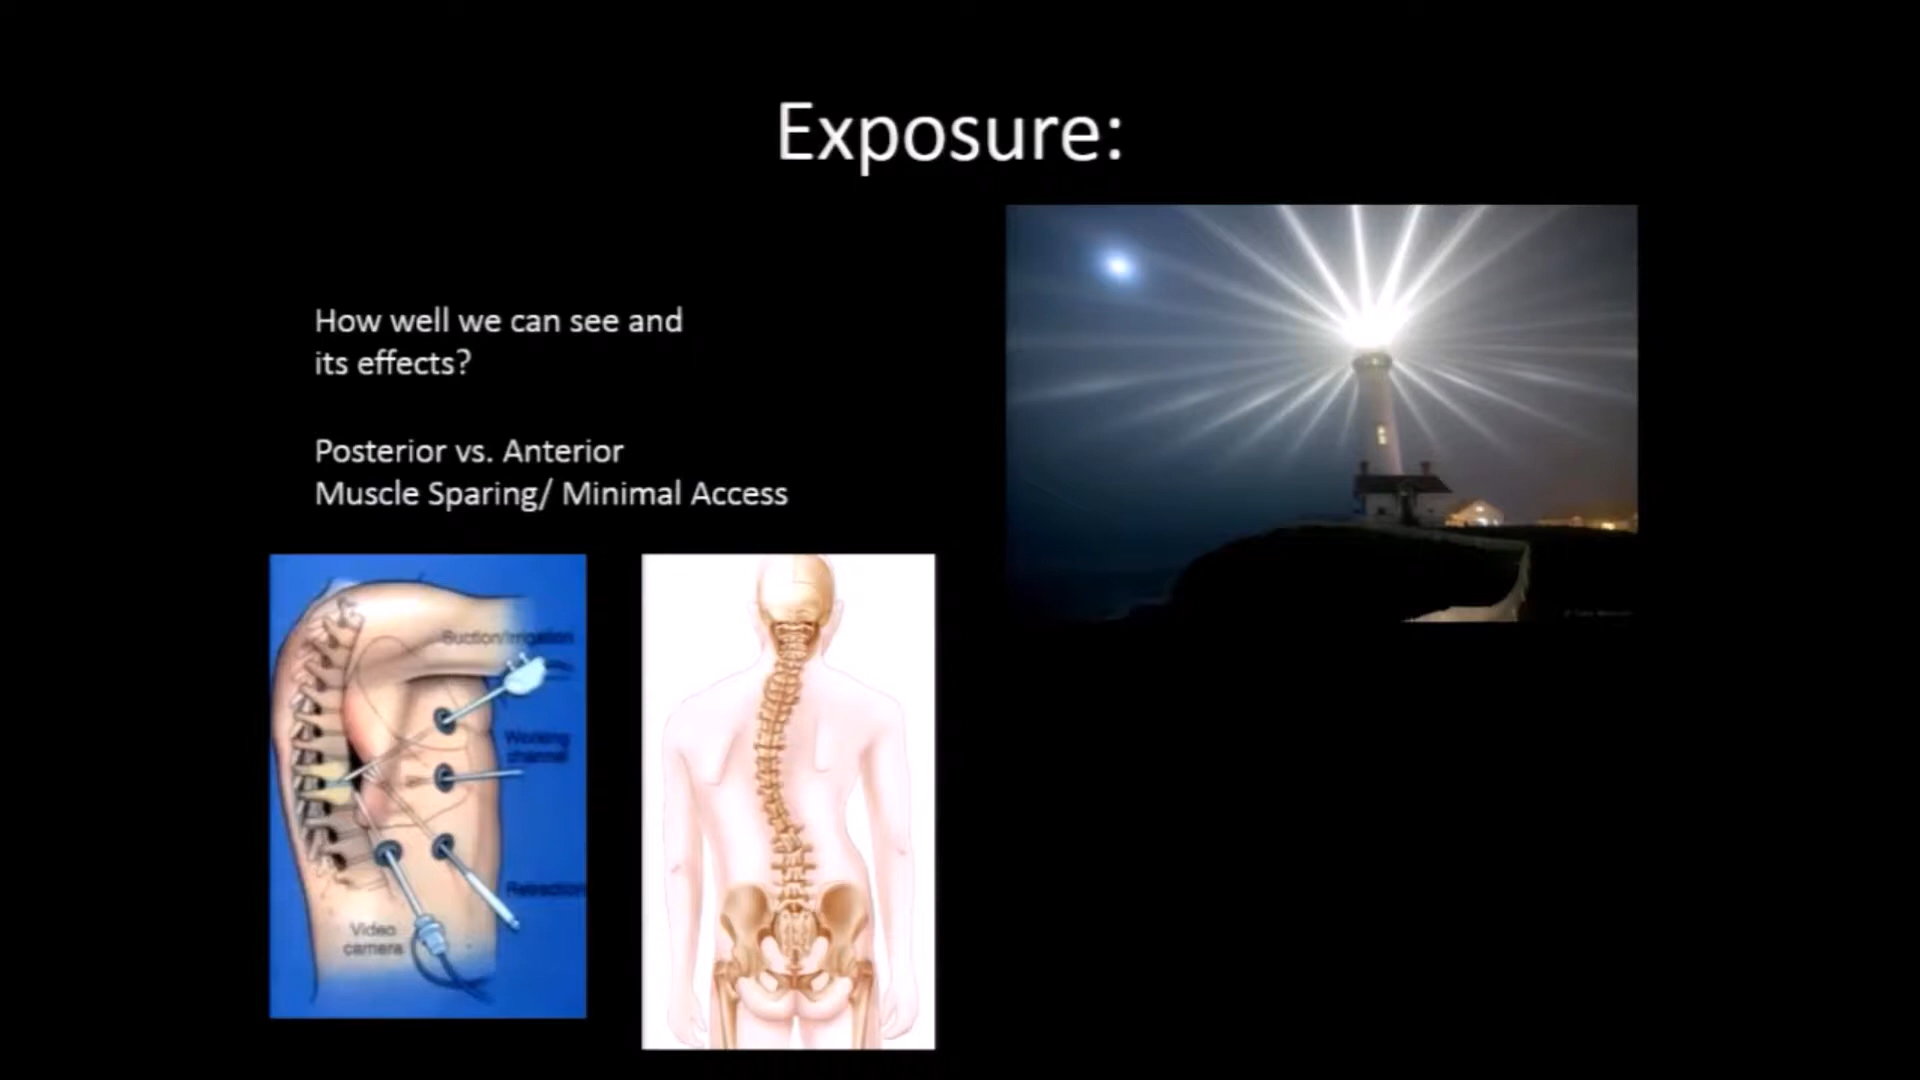 Exposure:
How well we can see and
its effects?
Posterior vs. Anterior
Muscle Sparing/ Minimal Access
Suction/Irrigation
Working
channel
Retraction
Video
camera